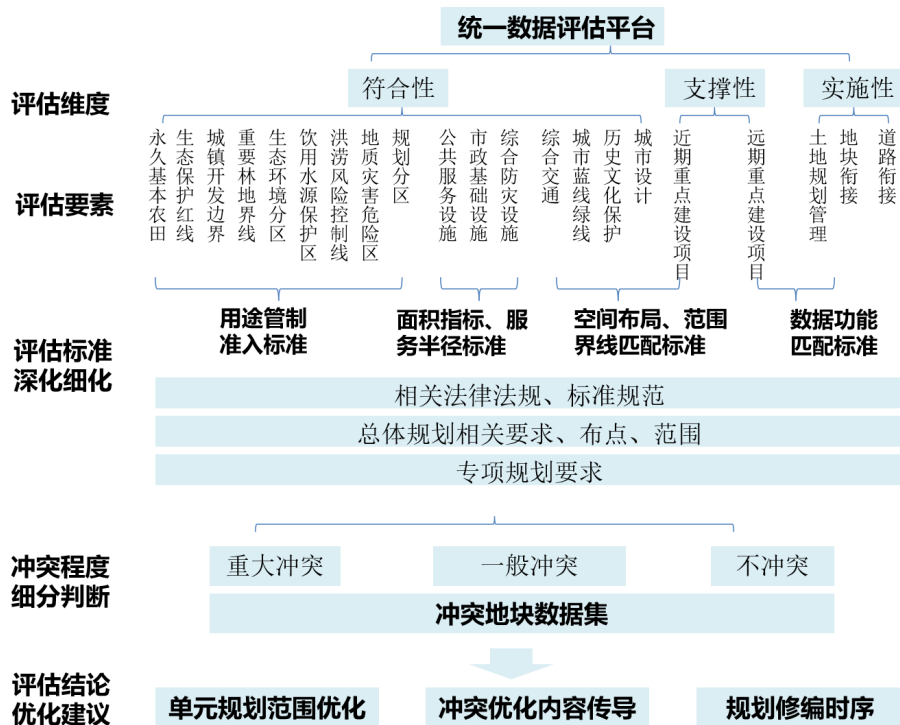 统一数据评估平台
评估维度
符合性
支撑性
实施性
评估要素
永久基本农田
生态保护红线
城镇开发边界
重要林地界线
生态环境分区
饮用水源保护区
洪涝风险控制线
地质灾害危险区
规划分区
公共服务设施
市政基础设施
综合防灾设施
综合交通
城市蓝线绿线
历史文化保护
城市设计
近期重点建设项目
远期重点建设项目
土地规划管理
地块衔接
道路衔接
评估标准
深化细化
用途管制
准入标准
面积指标、服
务半径标准
空间布局、范围
界线匹配标准
数据功能
匹配标准
相关法律法规、标准规范
总体规划相关要求、布点、范围
专项规划要求
冲突程度
细分判断
重大冲突
一般冲突
不冲突
冲突地块数据集
评估结论
优化建议
单元规划范围优化
冲突优化内容传导
规划修编时序